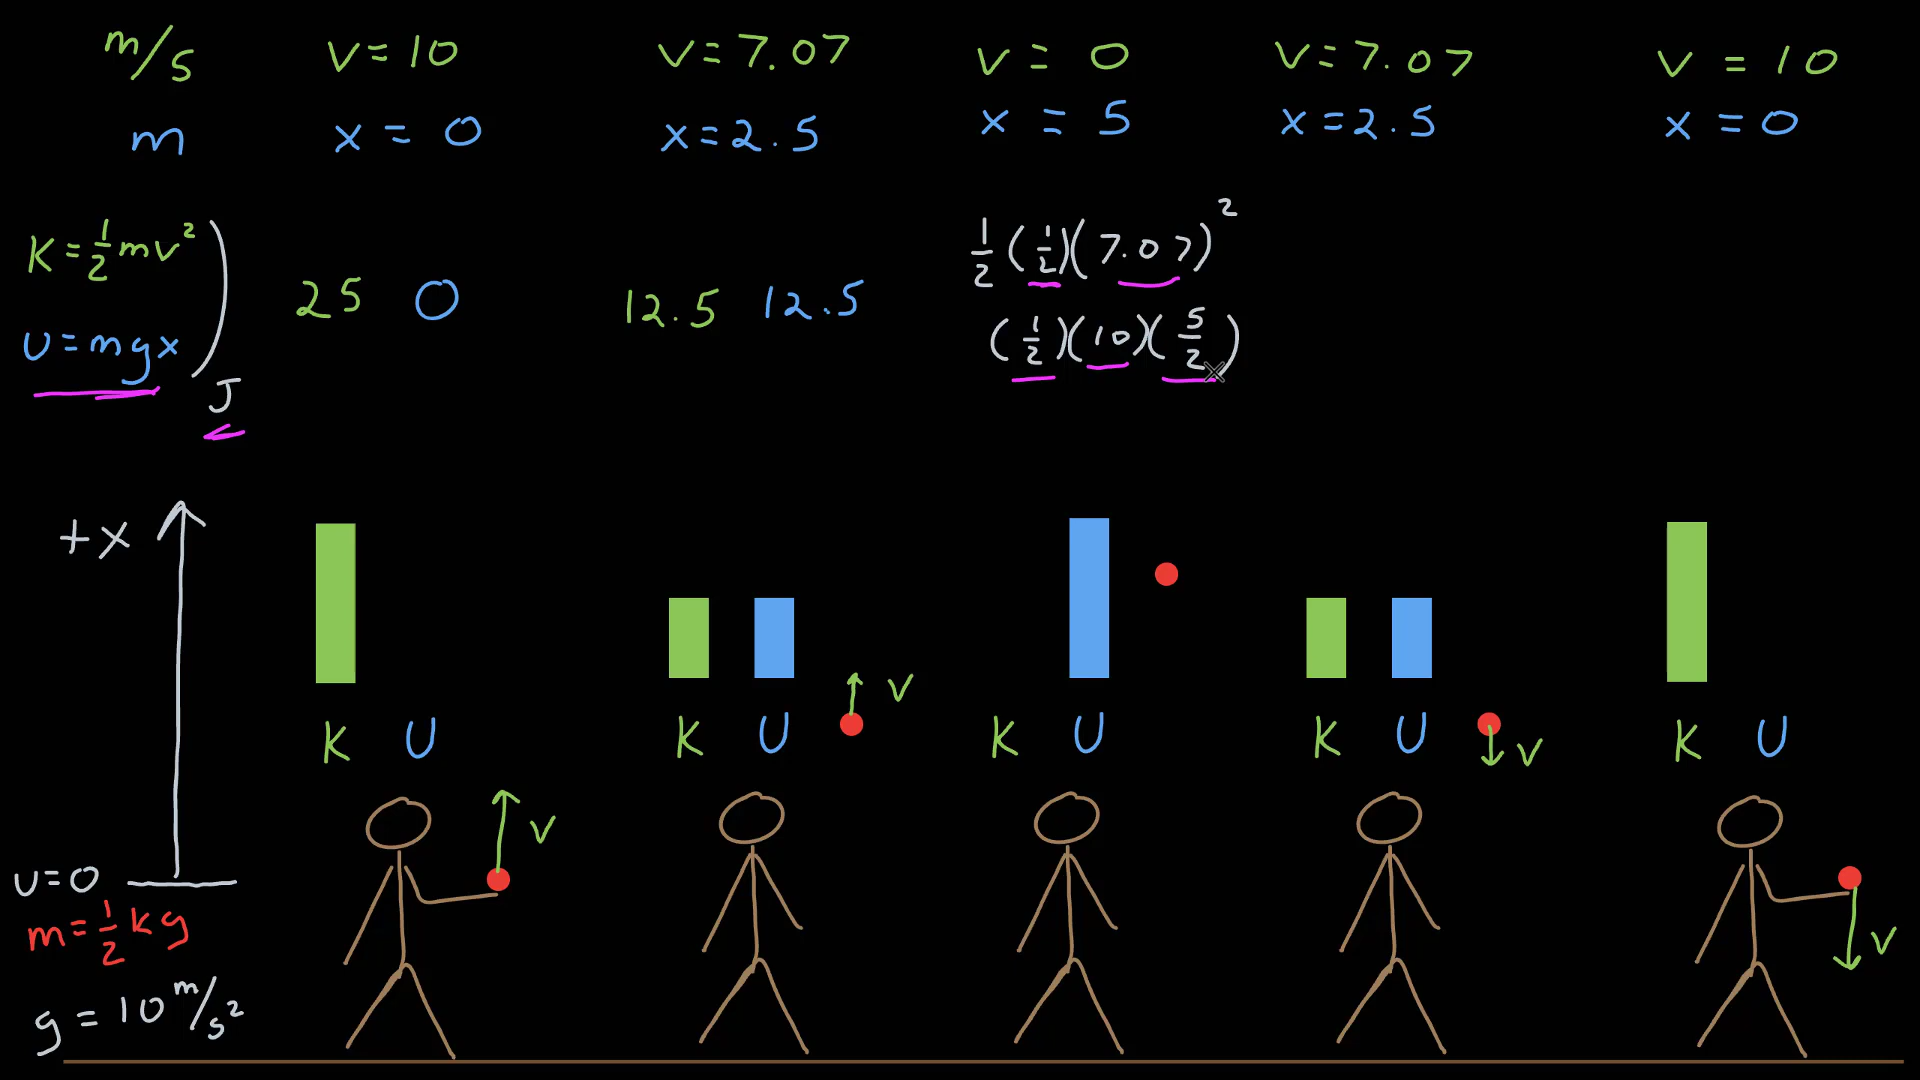 m/s v=10 v=7.07 v=0 v=7.07 v=10
m x=0 x=2.5 x=5 x=2.5 x=0
K=½mv² 25 0 12.5 12.5 ½(½)(7.07)²
U=mgx (½)(10)(5/2)
J
+x
v
K U K U K U K U v K U
v
U=0
m=½kg
v
g=10 m/s²